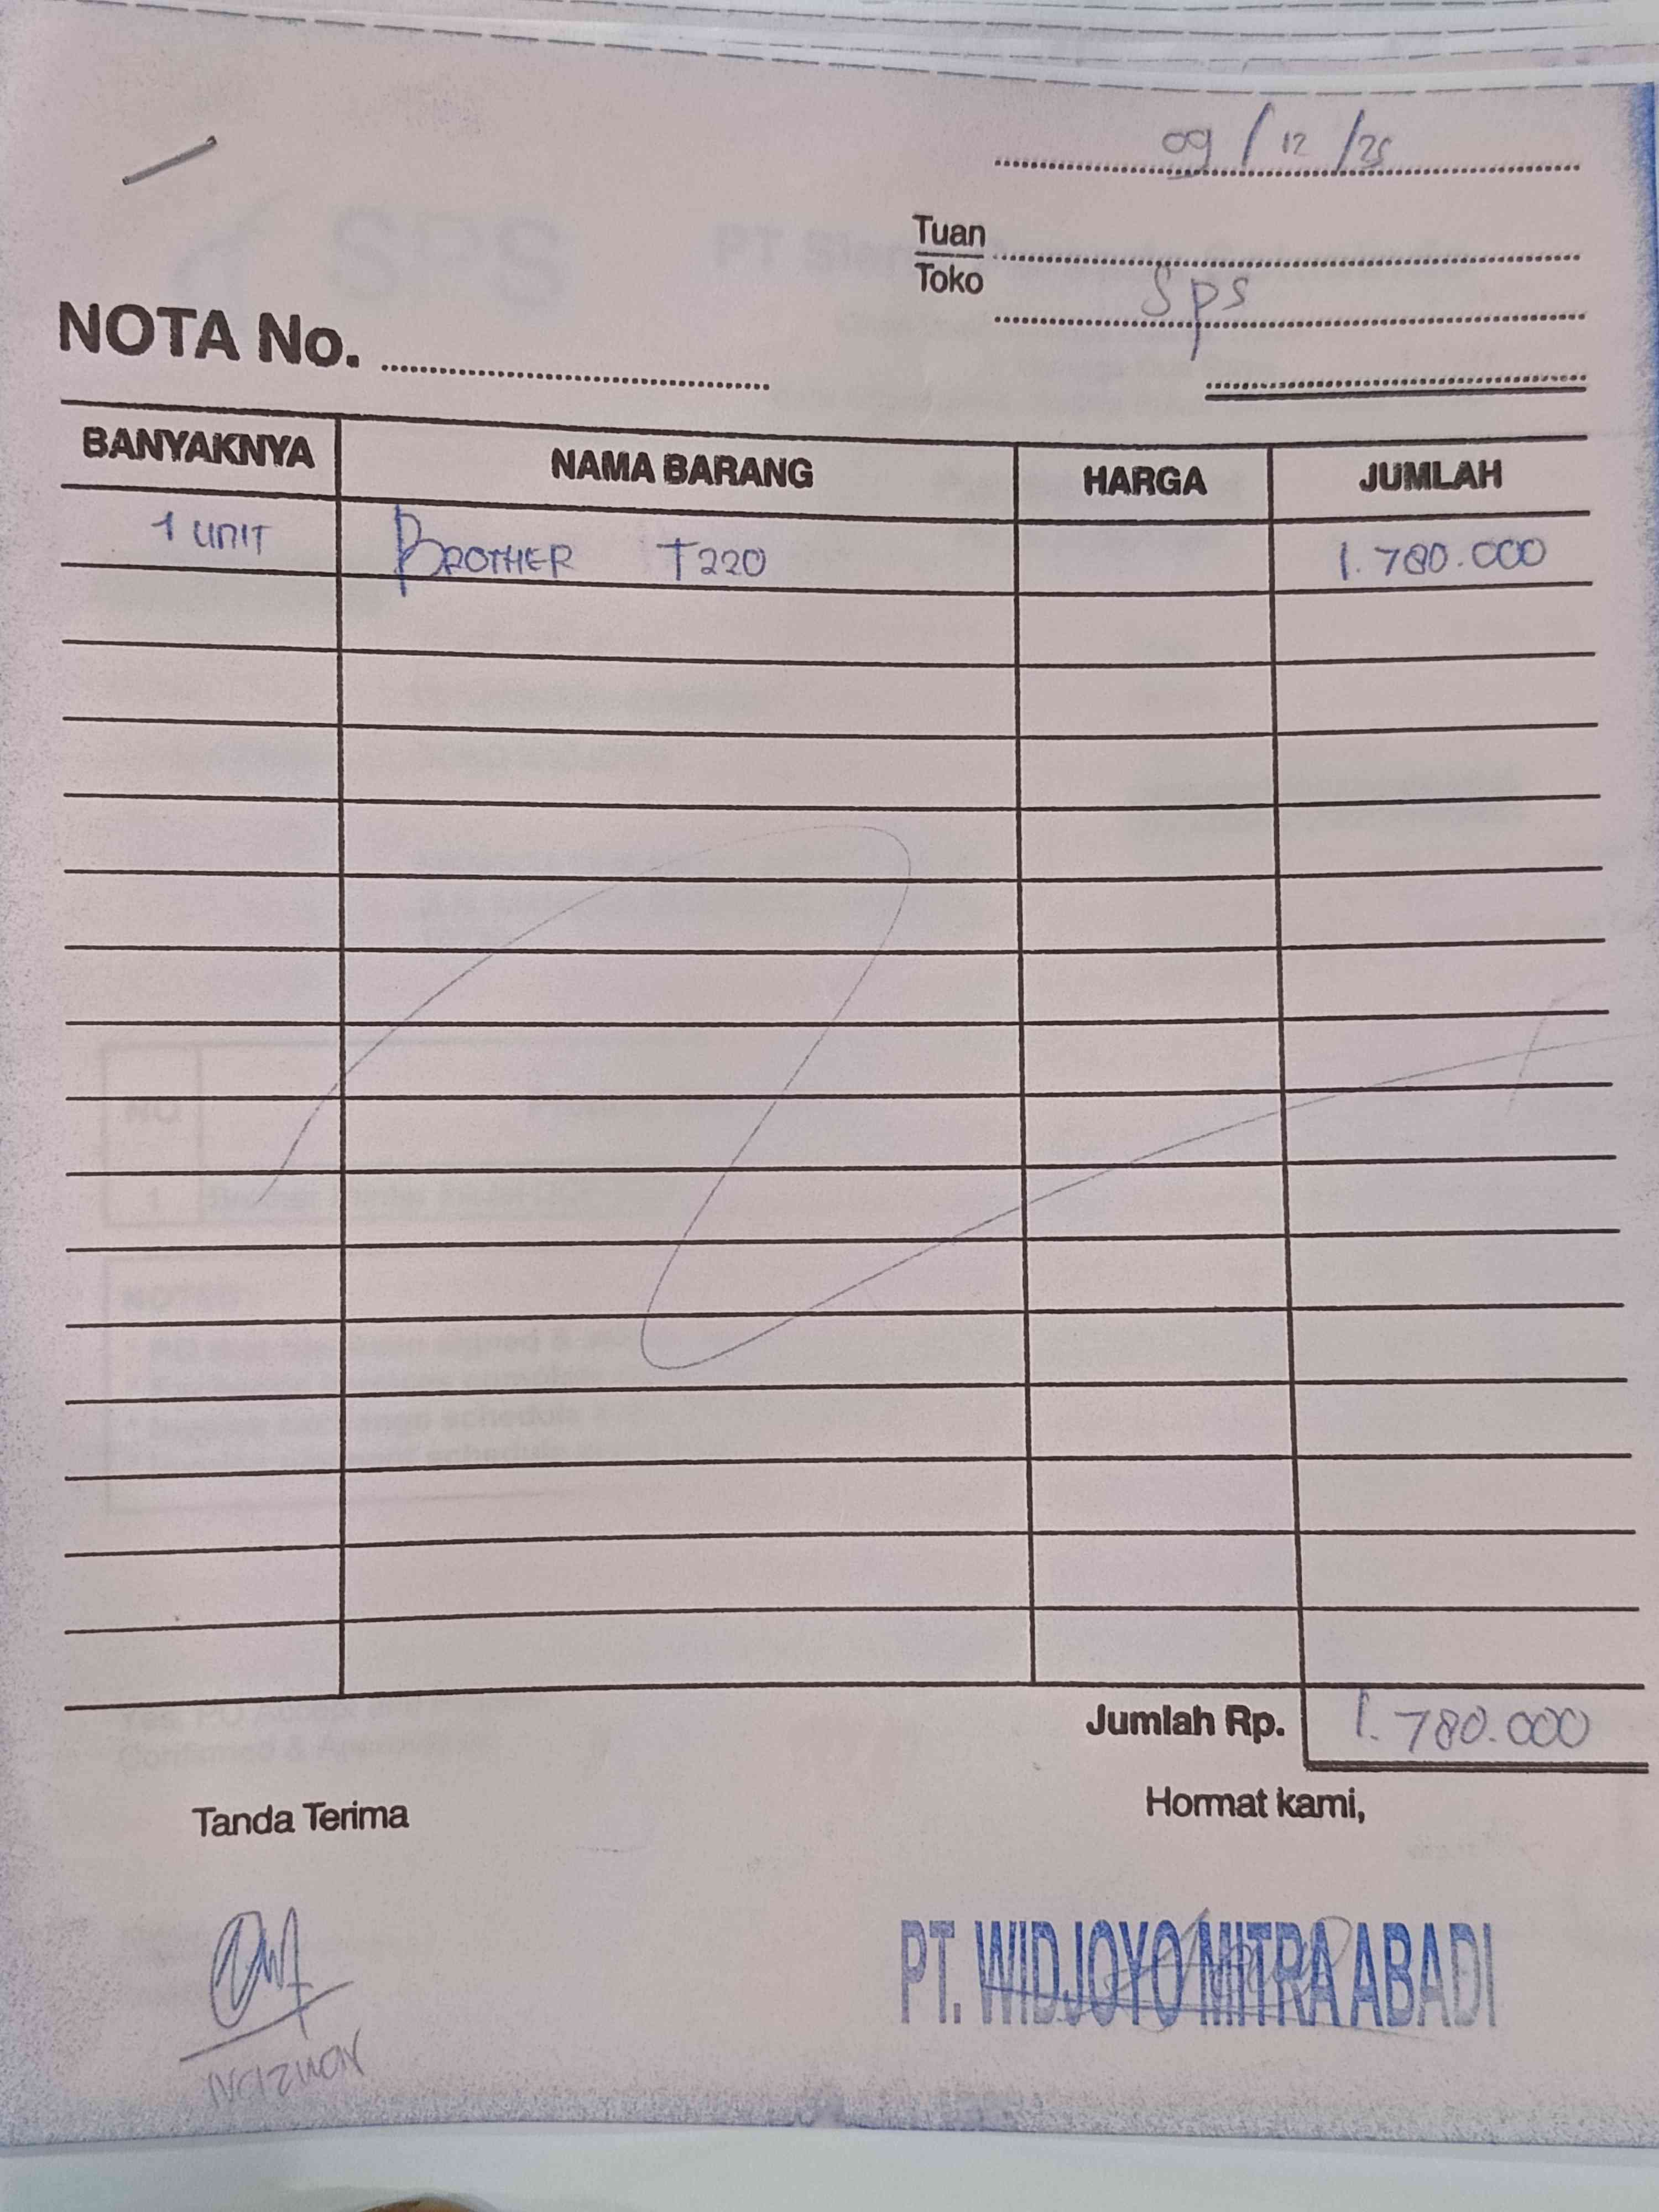 09/12/25
Tuan
Toko
Sps
NOTA No.
BANYAKNYA NAMA BARANG HARGA JUMLAH
1 UNIT BROTHER T220 1.780.000
Jumlah Rp. 1.780.000
Tanda Terima Hormat kami,
PT. WIDJOYO MITRA ABADI